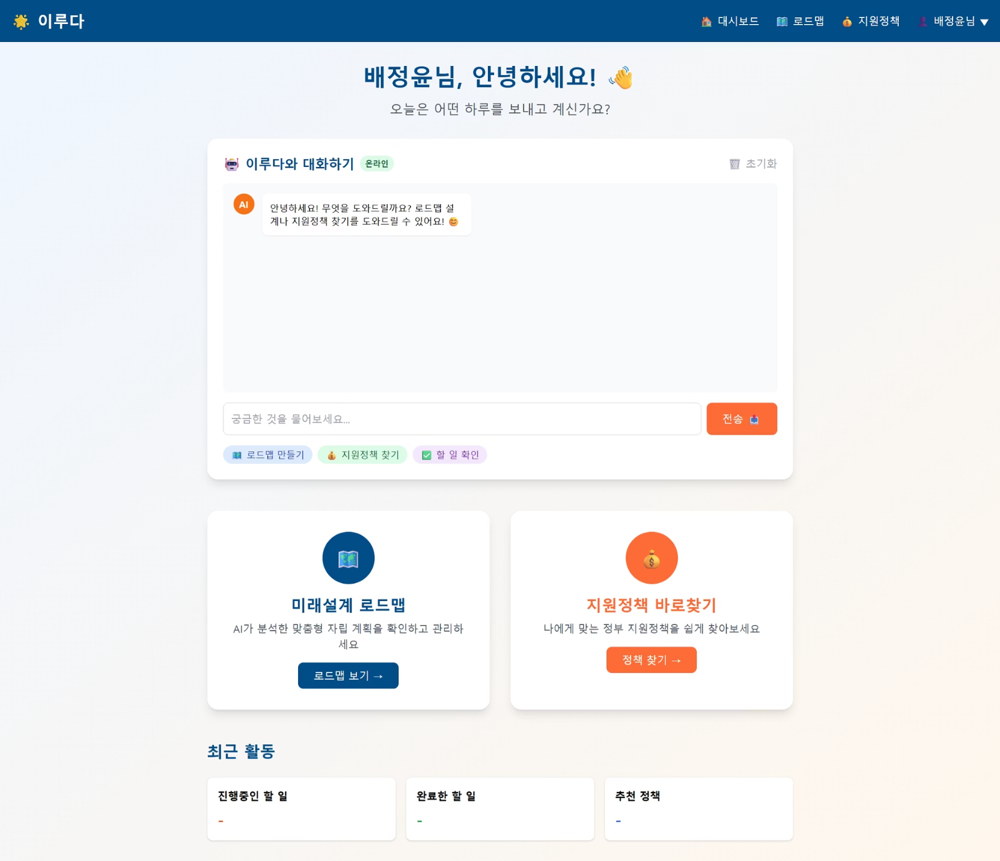 이루다
대시보드 로드맵 지원정책 배정윤님 ▼
배정윤님, 안녕하세요!
오늘은 어떤 하루를 보내고 계신가요?
이루다와 대화하기 온라인
초기화
AI
안녕하세요! 무엇을 도와드릴까요? 로드맵 설
계나 지원정책 찾기를 도와드릴 수 있어요! 😊
궁금한 것을 물어보세요...
전송
로드맵 만들기 지원정책 찾기 할 일 확인
미래설계 로드맵
AI가 분석한 맞춤형 자립 계획을 확인하고 관리하
세요
로드맵 보기 →
지원정책 바로찾기
나에게 맞는 정부 지원정책을 쉽게 찾아보세요
정책 찾기 →
최근 활동
진행중인 할 일
-
완료한 할 일
-
추천 정책
-